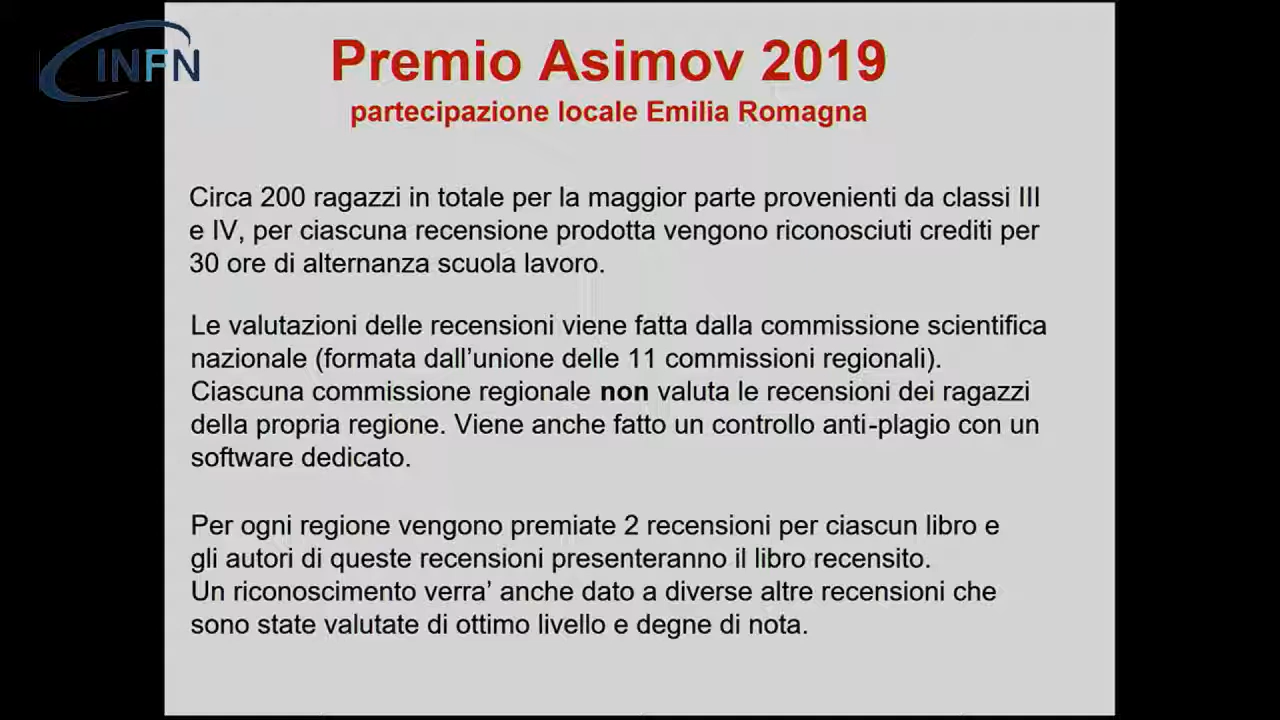 INFN
Premio Asimov 2019
partecipazione locale Emilia Romagna
Circa 200 ragazzi in totale per la maggior parte provenienti da classi III
e IV, per ciascuna recensione prodotta vengono riconosciuti crediti per
30 ore di alternanza scuola lavoro.
Le valutazioni delle recensioni viene fatta dalla commissione scientifica
nazionale (formata dall'unione delle 11 commissioni regionali).
Ciascuna commissione regionale non valuta le recensioni dei ragazzi
della propria regione. Viene anche fatto un controllo anti-plagio con un
software dedicato.
Per ogni regione vengono premiate 2 recensioni per ciascun libro e
gli autori di queste recensioni presenteranno il libro recensito.
Un riconoscimento verra' anche dato a diverse altre recensioni che
sono state valutate di ottimo livello e degne di nota.